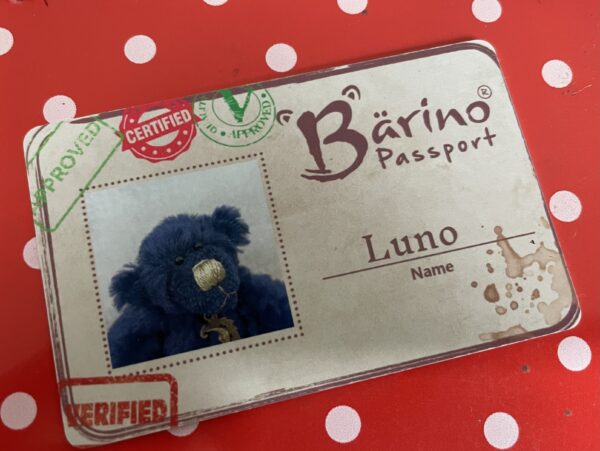 APPROVED
CERTIFIED
APPROVED
Bärino®
Passport
Luno
Name
VERIFIED